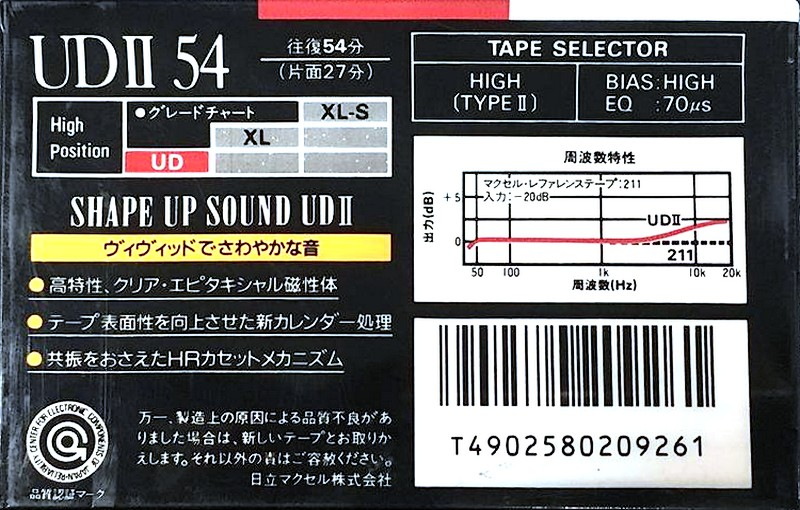 UDⅡ 54
往復54分
(片面27分)
High
Position
●グレードチャート
XL-S
XL
UD
SHAPE UP SOUND UDⅡ
ヴィヴィッドでさわやかな音
●高特性、クリア・エピタキシャル磁性体
●テープ表面性を向上させた新カレンダー処理
●共振をおさえたHRカセットメカニズム
RELIABILITY CENTER FOR ELECTRONIC COMPONENTS OF JAPAN
品質認証マーク
万一、製造上の原因による品質不良があ
りました場合は、新しいテープとお取りか
えします。それ以外の責はご容赦ください。
日立マクセル株式会社
TAPE SELECTOR
HIGH
(TYPEⅡ)
BIAS:HIGH
EQ :70μs
周波数特性
マクセル・レファレンステープ:211
入力:−20dB
出力(dB)
+5
0
UDⅡ
211
50 100 1k 10k 20k
周波数(Hz)
T4902580209261